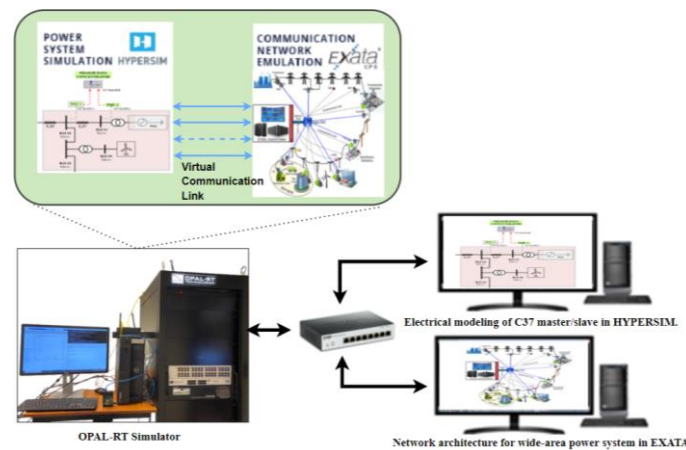 POWER
SYSTEM
SIMULATION
HYPERSIM
COMMUNICATION
NETWORK
EMULATION
EXata
CPS
Virtual
Communication
Link
OPAL-RT
Electrical modeling of C37 master/slave in HYPERSIM.
OPAL-RT Simulator
Network architecture for wide-area power system in EXATA